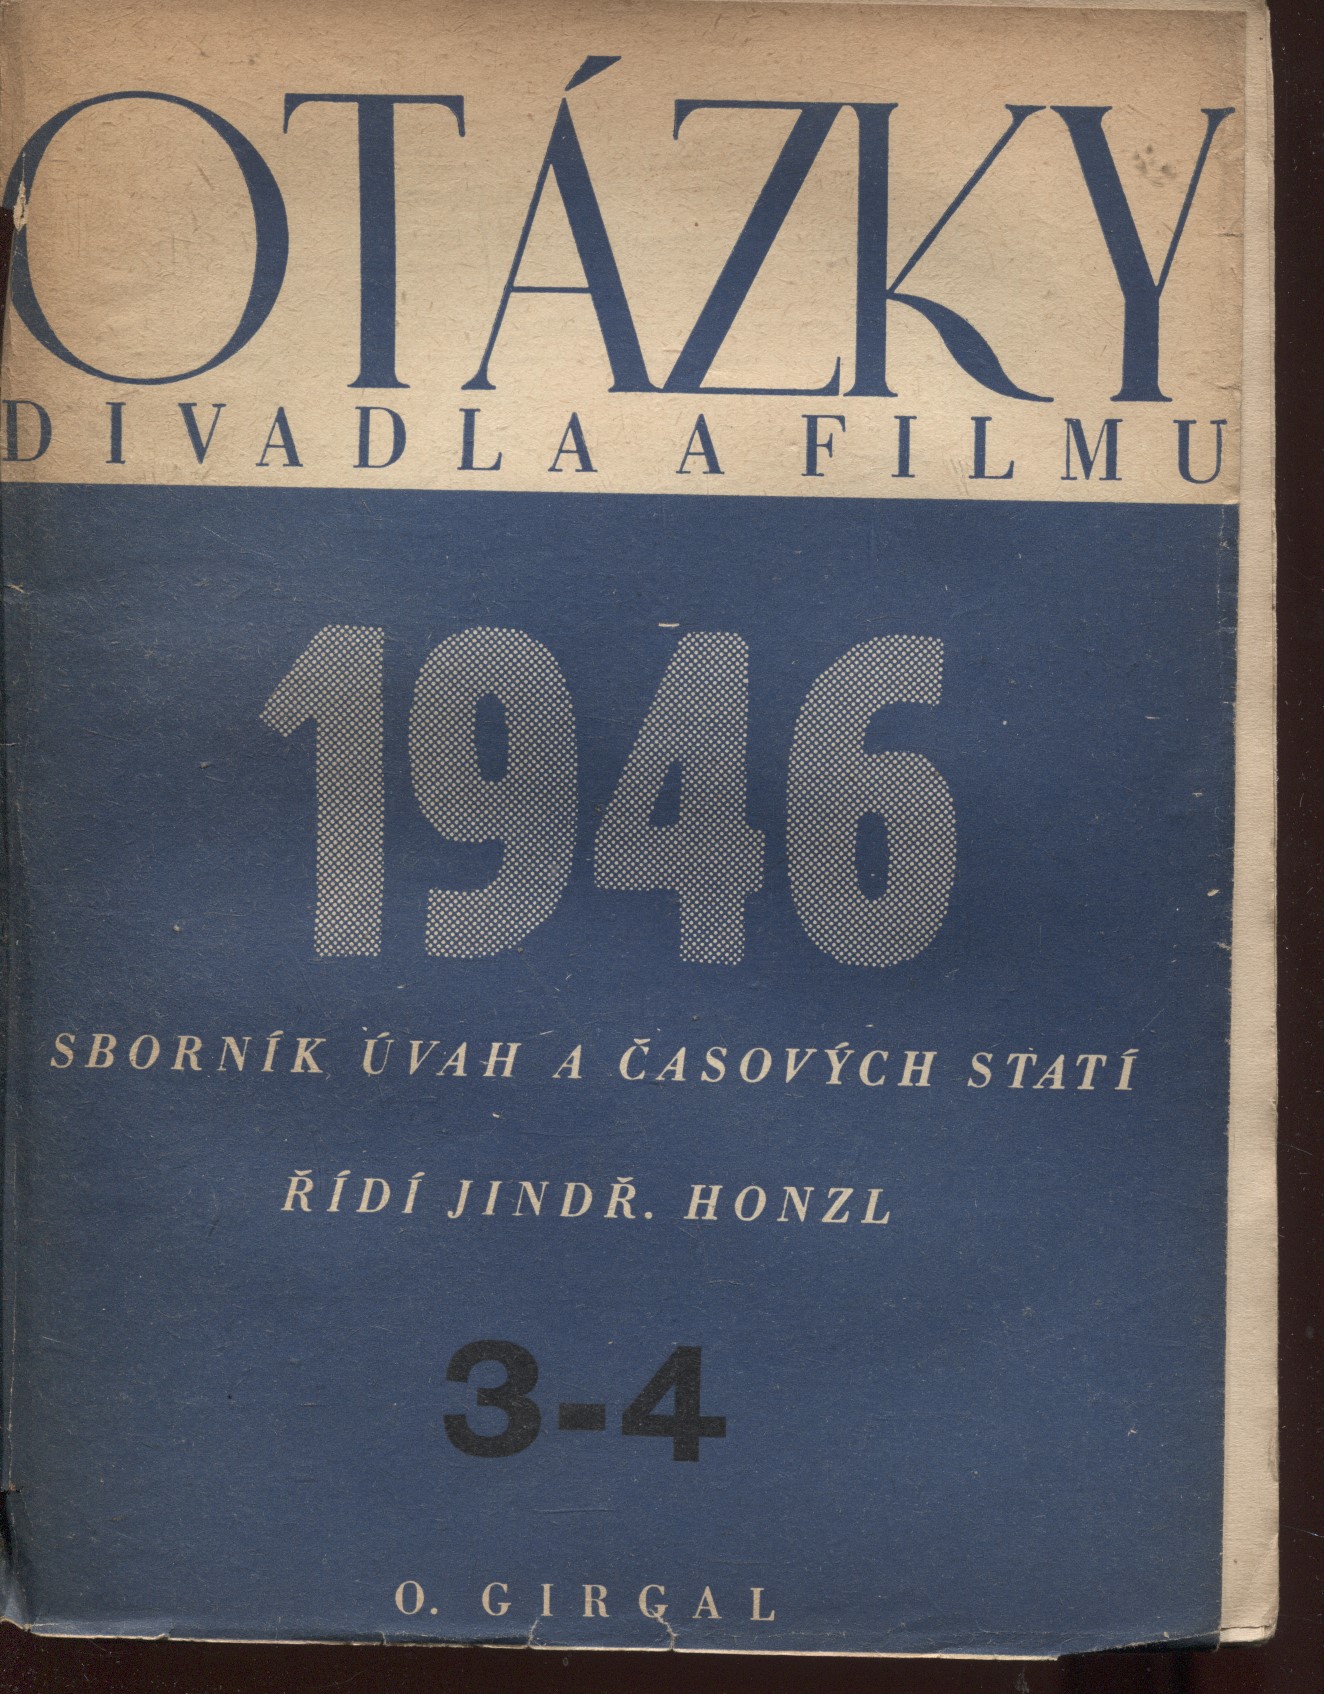 OTÁZKY
DIVADLA A FILMU
1946
SBORNÍK ÚVAH A ČASOVÝCH STATÍ
ŘÍDÍ JINDŘ. HONZL
3-4
O. GIRGAL